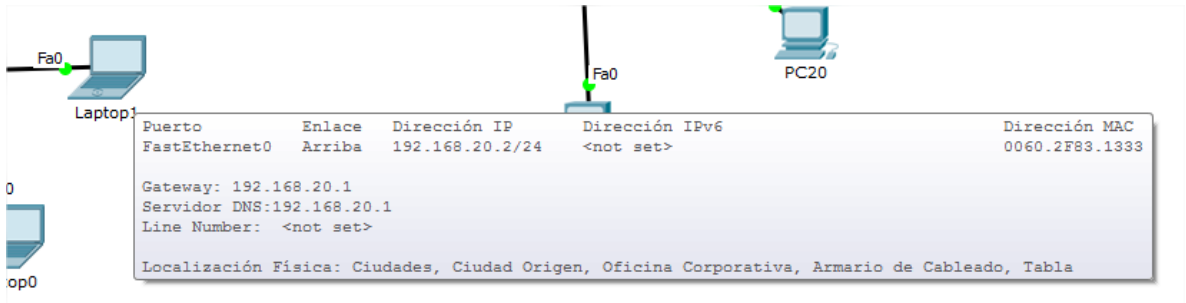 Fa0
Fa0
PC20
Laptop1
Puerto Enlace Dirección IP Dirección IPv6 Dirección MAC
FastEthernet0 Arriba 192.168.20.2/24 <not set> 0060.2F83.1333
0
Gateway: 192.168.20.1
Servidor DNS:192.168.20.1
Line Number: <not set>
Localización Física: Ciudades, Ciudad Origen, Oficina Corporativa, Armario de Cableado, Tabla
top0